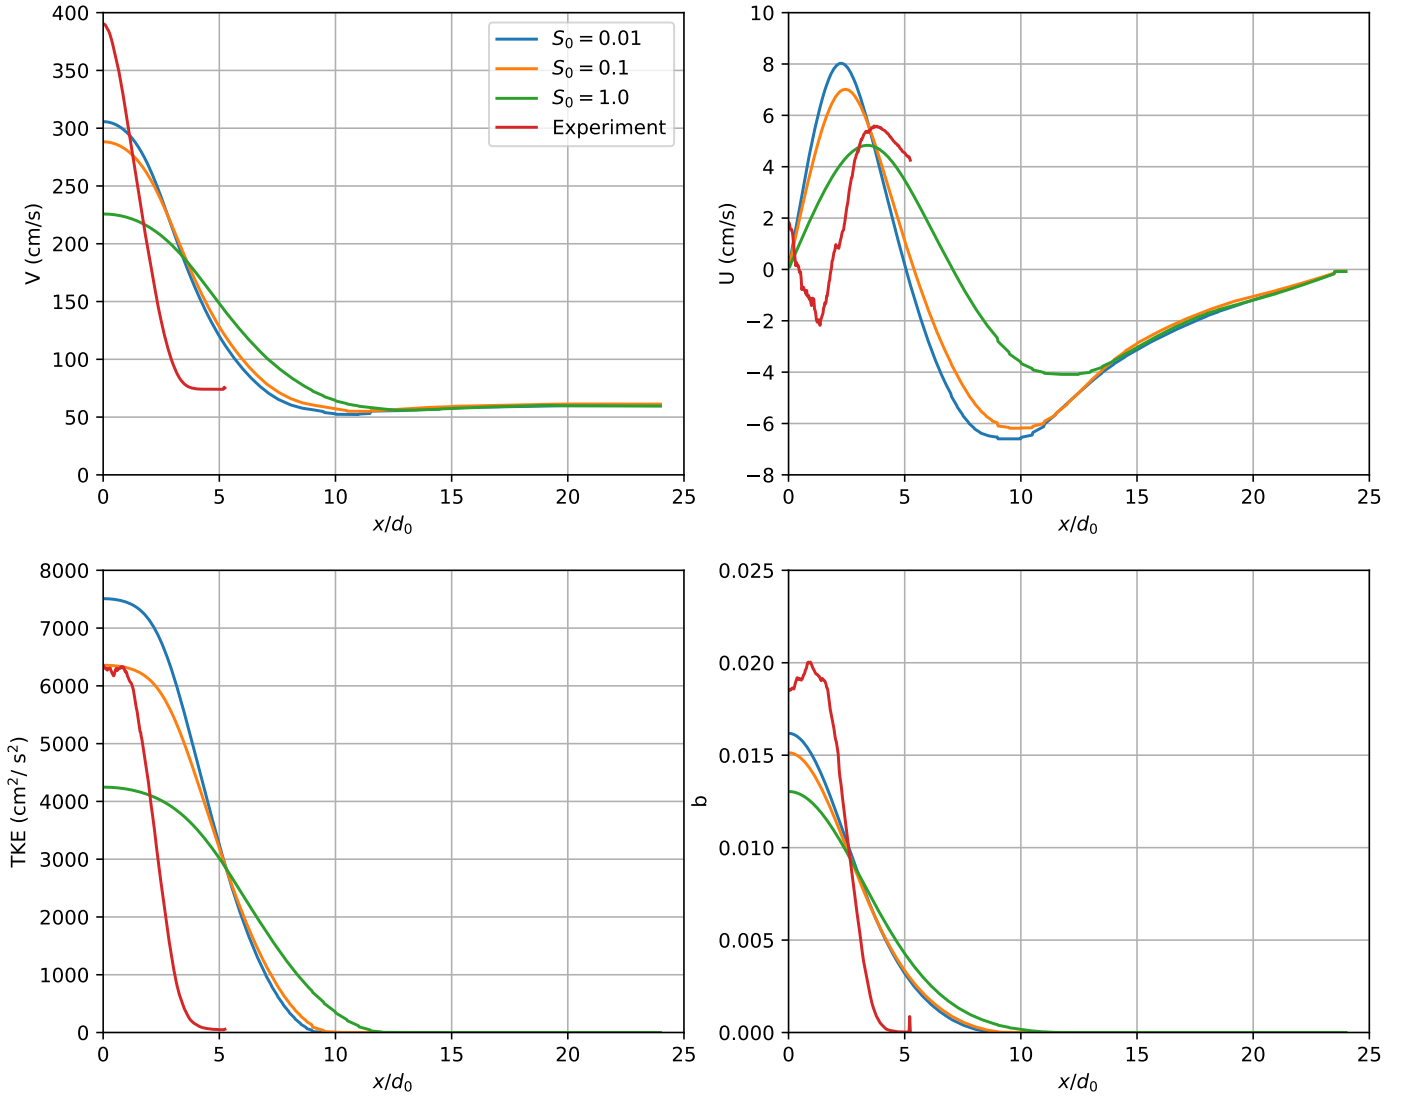 400
350
300
250
200
150
100
50
0
V (cm/s)
0 5 10 15 20 25
x/d₀
S₀ = 0.01
S₀ = 0.1
S₀ = 1.0
Experiment
10
8
6
4
2
0
−2
−4
−6
−8
U (cm/s)
0 5 10 15 20 25
x/d₀
8000
7000
6000
5000
4000
3000
2000
1000
0
TKE (cm²/ s²)
0 5 10 15 20 25
x/d₀
0.025
0.020
0.015
0.010
0.005
0.000
b
0 5 10 15 20 25
x/d₀